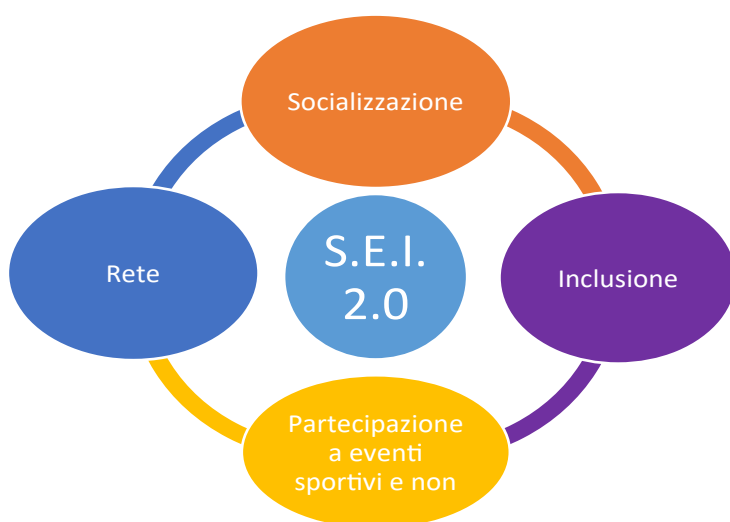 Socializzazione
Rete
S.E.I.
2.0
Inclusione
Partecipazione
a eventi
sportivi e non